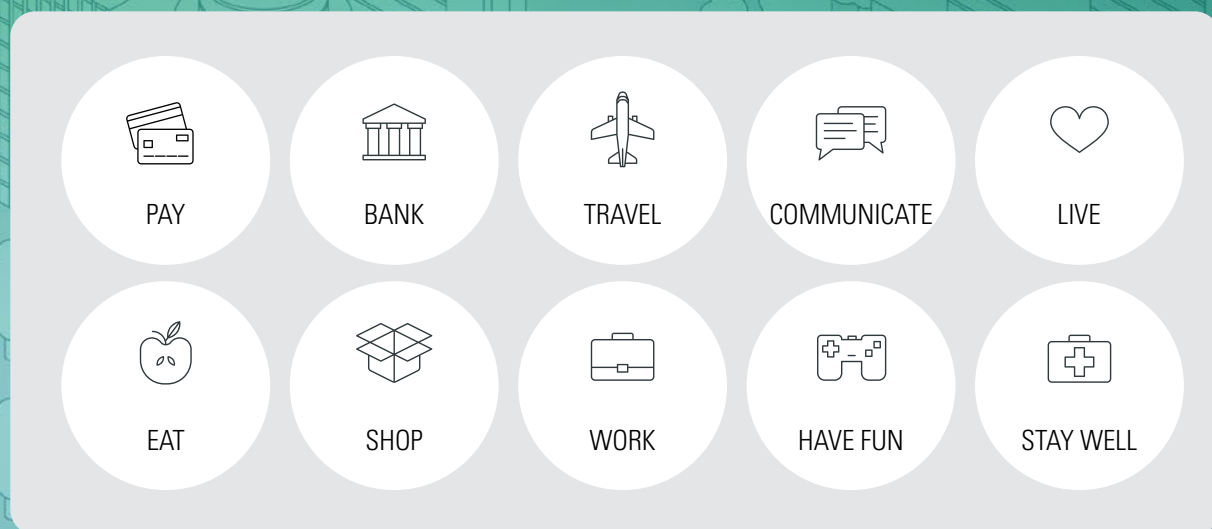 PAY
BANK
TRAVEL
COMMUNICATE
LIVE
EAT
SHOP
WORK
HAVE FUN
STAY WELL